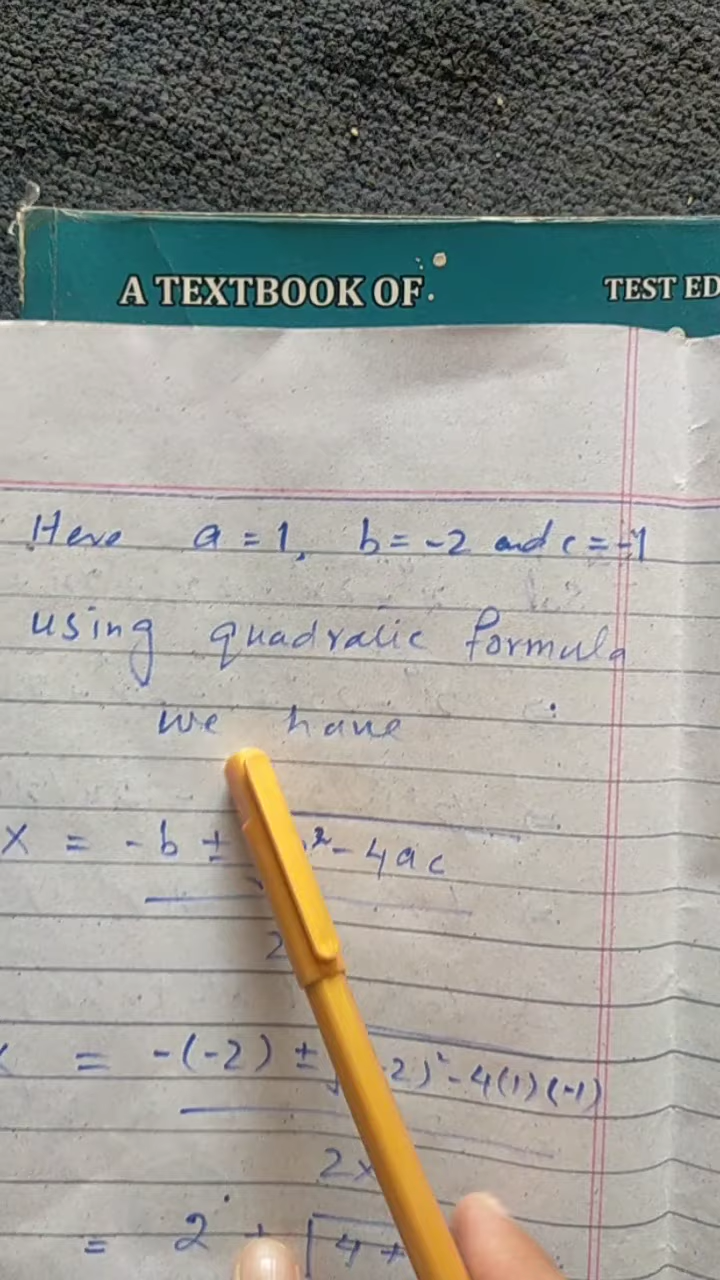 A TEXTBOOK OF
TEST ED
Here a = 1, b = -2 and c = -1
using quadratic formula
we have
x = -b ± ² - 4ac
2
= -(-2) ± -2)² - 4(1)(-1)
2x
= 2 ± √4 +